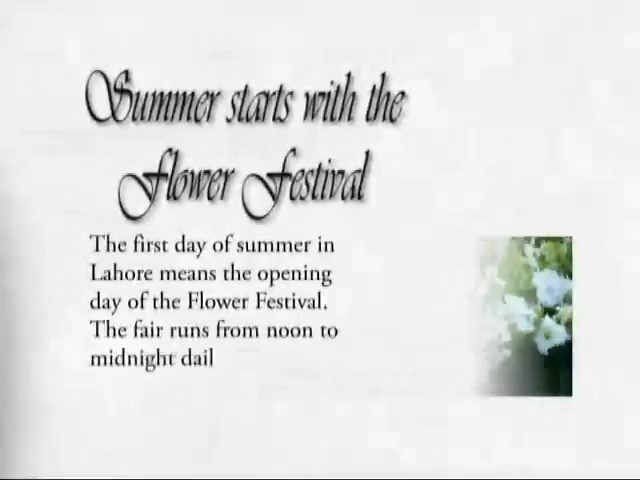 Summer starts with the
Flower Festival
The first day of summer in
Lahore means the opening
day of the Flower Festival.
The fair runs from noon to
midnight dail